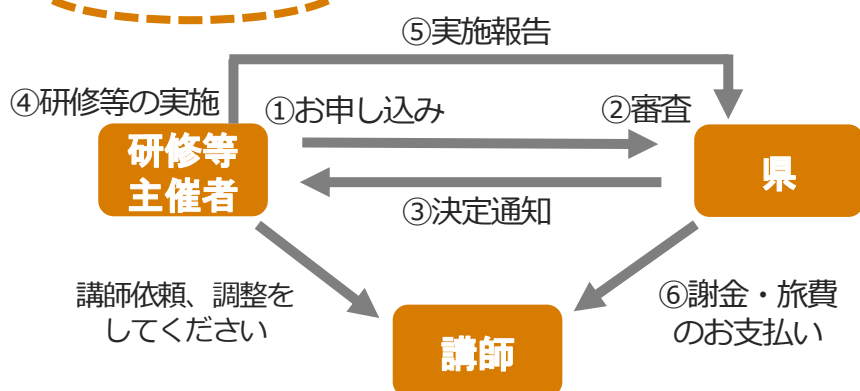 ⑤実施報告
④研修等の実施
①お申し込み
②審査
研修等
主催者
県
③決定通知
講師依頼、調整を
してください
⑥謝金・旅費
のお支払い
講師